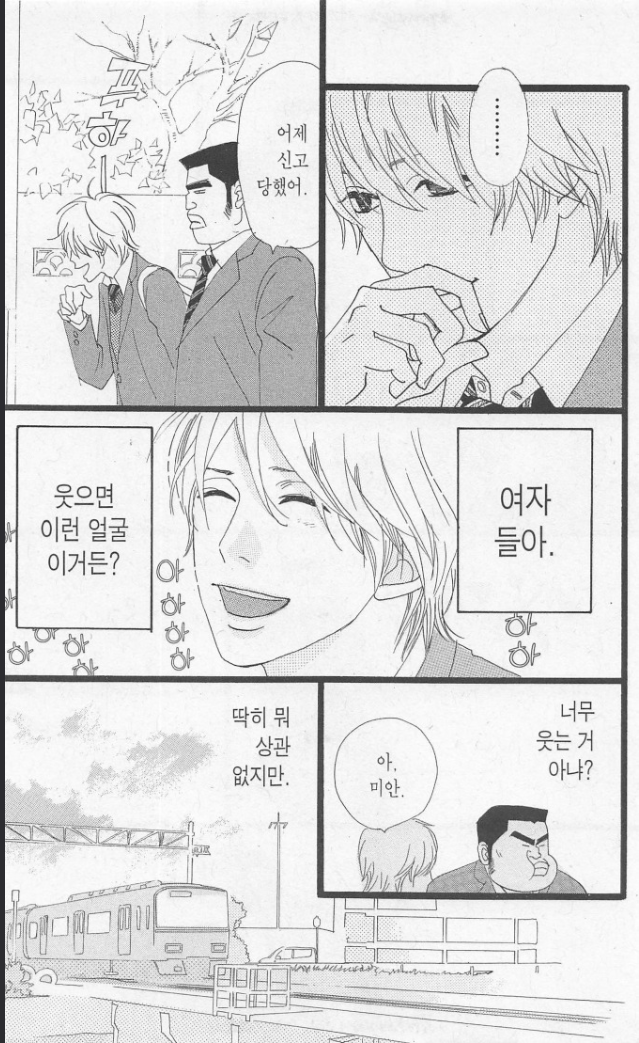 ………
어제
신고
당했어.
푸
하
여자
들아.
하
하
아
하
하
하
웃으면
이런 얼굴
이거든?
하
하
하
하
너무
웃는 거
아냐?
아,
미안.
딱히 뭐
상관
없지만.